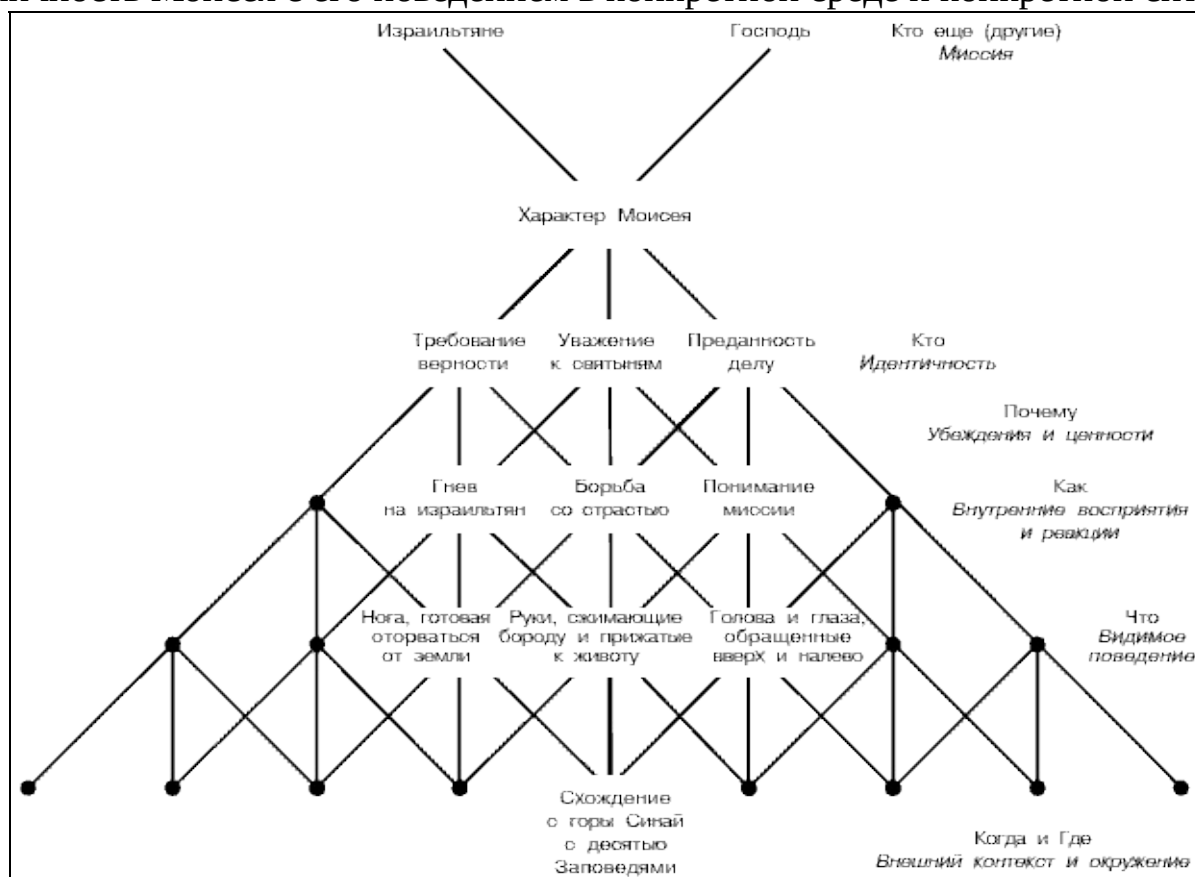 Израильтяне Господь Кто еще (другие)
Миссия
Характер Моисея
Требование верности
Уважение к святыням
Преданность делу
Кто
Идентичность
Почему
Убеждения и ценности
Гнев
на израильтян
Борьба
со страстью
Понимание
миссии
Как
Внутренние восприятия
и реакции
Нога, готовая
оторваться
от земли
Руки, сжимающие
бороду и прижатые
к животу
Голова и глаза,
обращенные
вверх и налево
Что
Видимое
поведение
Схождение
с горы Синай
с десятью
Заповедями
Когда и Где
Внешний контекст и окружение